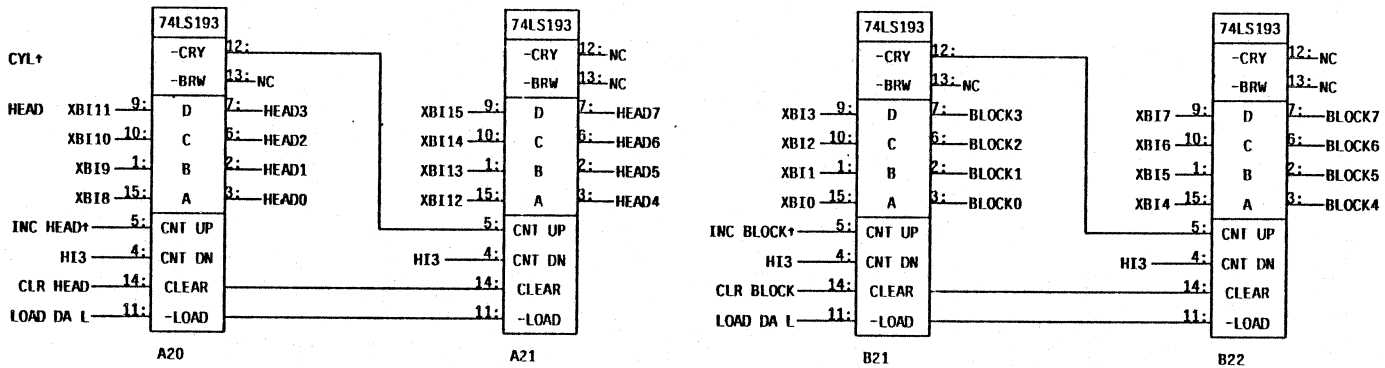 74LS193 74LS193 74LS193 74LS193
CYL↑ -CRY 12: -CRY 12: NC -CRY 12: -CRY 12: NC
-BRW 13: NC -BRW 13: NC -BRW 13: NC -BRW 13: NC
HEAD XBI11 9: D 7: HEAD3 XBI15 9: D 7: HEAD7 XBI3 9: D 7: BLOCK3 XBI7 9: D 7: BLOCK7
XBI10 10: C 6: HEAD2 XBI14 10: C 6: HEAD6 XBI2 10: C 6: BLOCK2 XBI6 10: C 6: BLOCK6
XBI9 1: B 2: HEAD1 XBI13 1: B 2: HEAD5 XBI1 1: B 2: BLOCK1 XBI5 1: B 2: BLOCK5
XBI8 15: A 3: HEAD0 XBI12 15: A 3: HEAD4 XBI0 15: A 3: BLOCK0 XBI4 15: A 3: BLOCK4
INC HEAD↑ 5: CNT UP 5: CNT UP INC BLOCK↑ 5: CNT UP 5: CNT UP
HI3 4: CNT DN HI3 4: CNT DN HI3 4: CNT DN HI3 4: CNT DN
CLR HEAD 14: CLEAR 14: CLEAR CLR BLOCK 14: CLEAR 14: CLEAR
LOAD DA L 11: -LOAD 11: -LOAD LOAD DA L 11: -LOAD 11: -LOAD
A20 A21 B21 B22